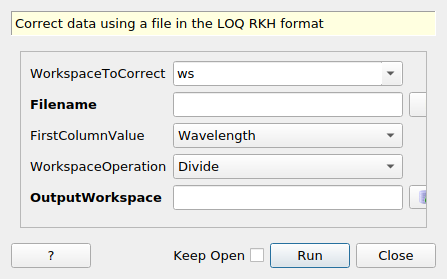 Correct data using a file in the LOQ RKH format
WorkspaceToCorrect ws
Filename
FirstColumnValue Wavelength
WorkspaceOperation Divide
OutputWorkspace
? Keep Open Run Close